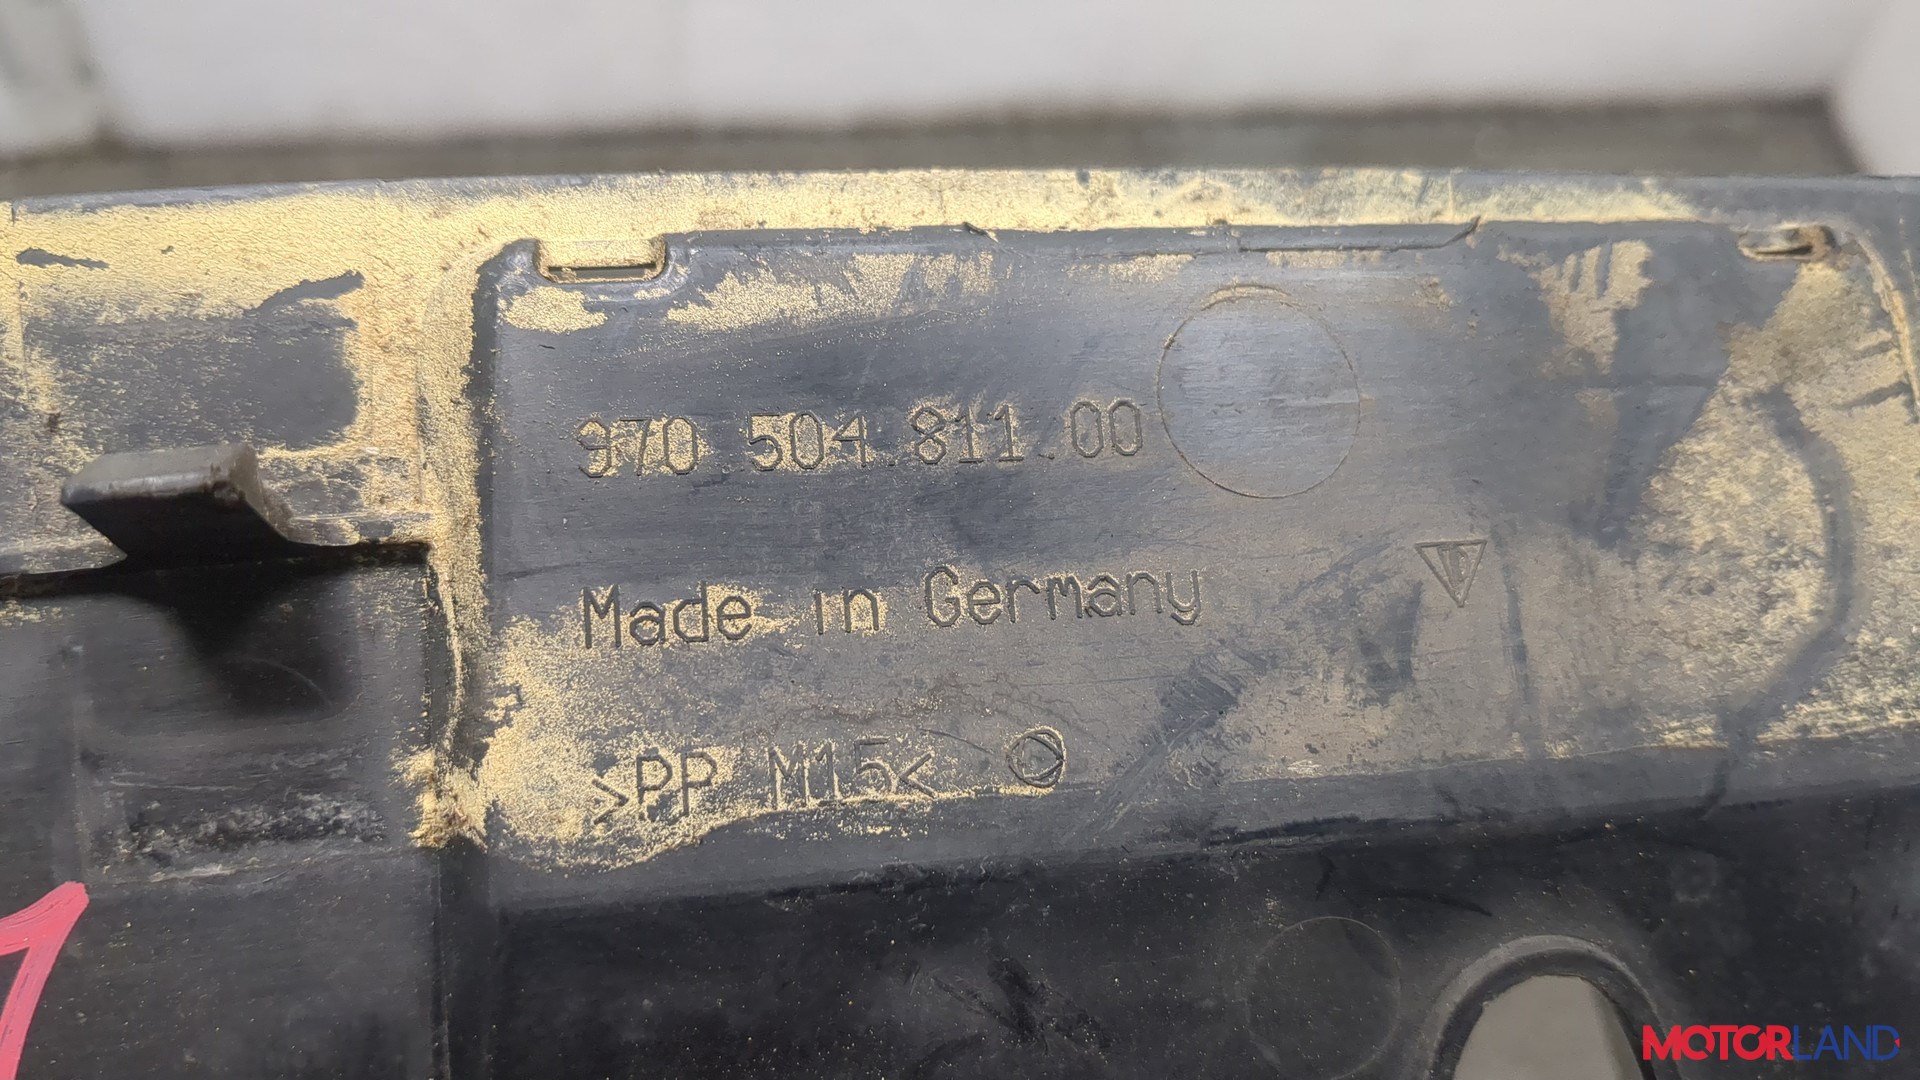 970 504.811.00
Made in Germany
>PP M15<
MOTORLAND